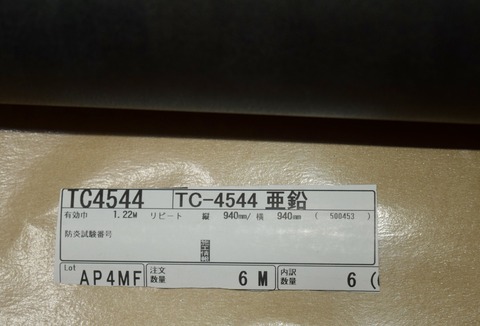 TC4544 TC-4544 亜鉛
有効巾 1.22M リピート 縦 940mm/ 横 940mm ( 500453 )
防炎試験番号
Lot AP4MF 注文数量 6 M 内訳数量 6 (